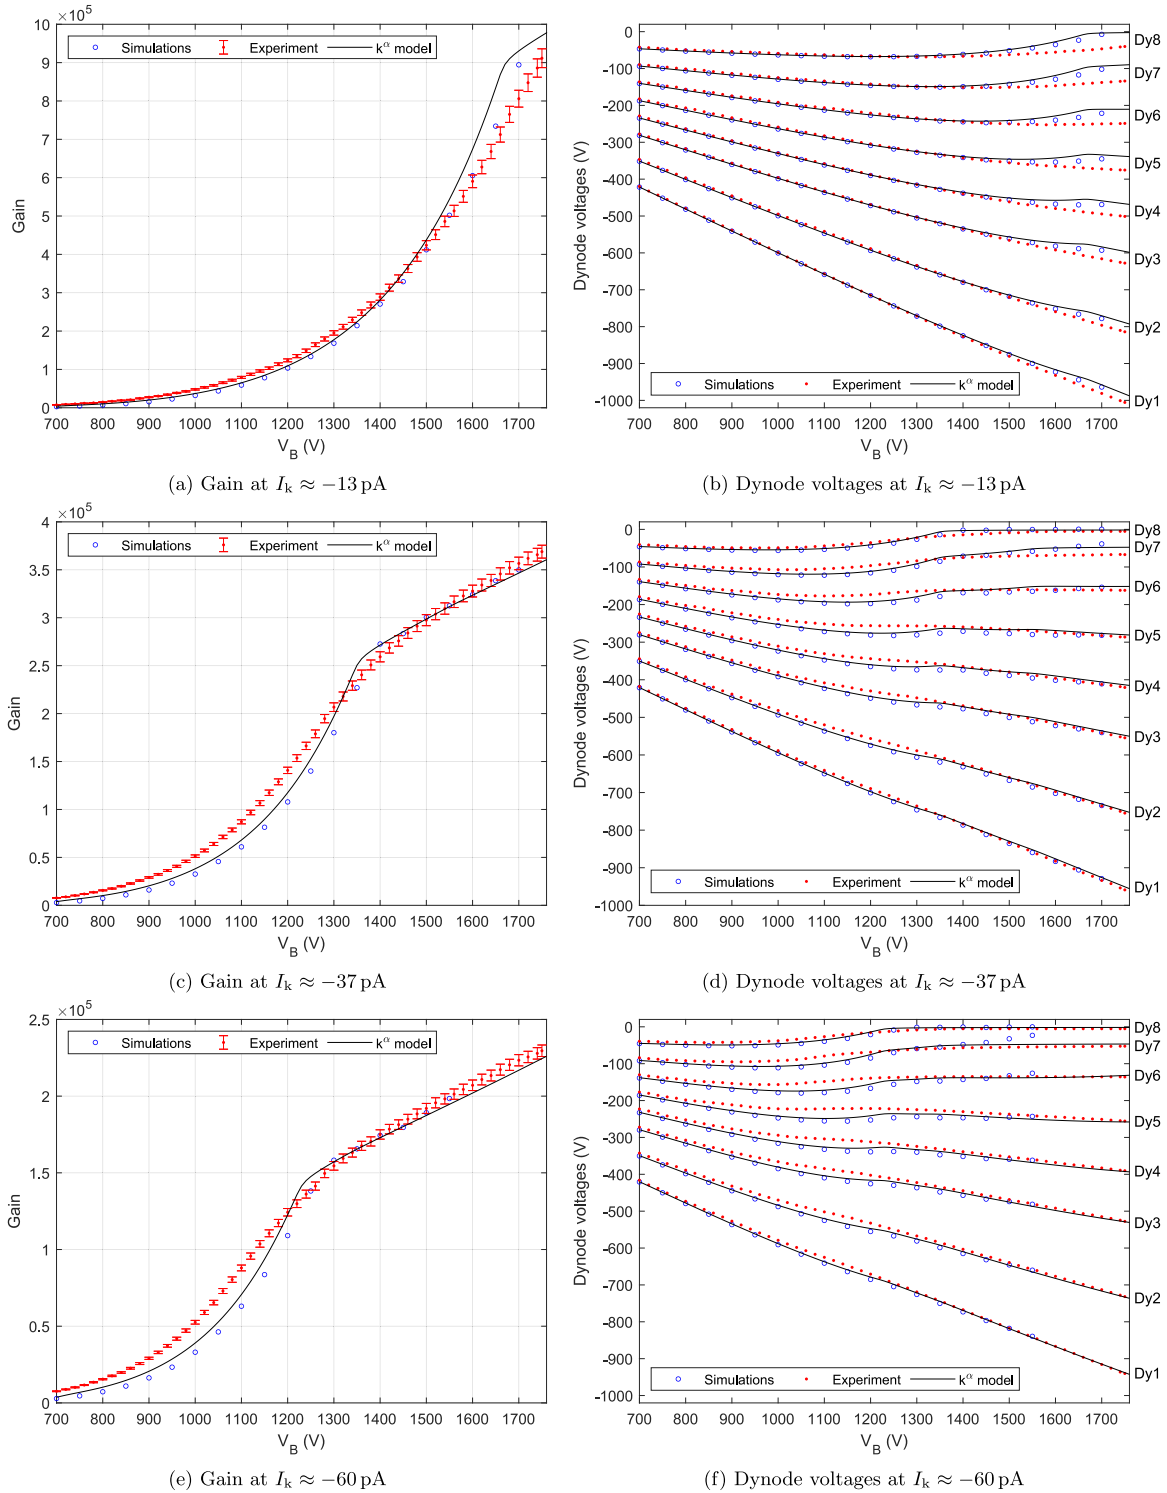 ×10⁵
10
9
8
7
6
5
4
3
2
1
0
Gain
Simulations Experiment k^α model
700 800 900 1000 1100 1200 1300 1400 1500 1600 1700
V_B (V)
(a) Gain at I_k ≈ −13 pA
0
-100
-200
-300
-400
-500
-600
-700
-800
-900
-1000
Dynode voltages (V)
Dy8
Dy7
Dy6
Dy5
Dy4
Dy3
Dy2
Dy1
Simulations Experiment k^α model
700 800 900 1000 1100 1200 1300 1400 1500 1600 1700
V_B (V)
(b) Dynode voltages at I_k ≈ −13 pA
×10⁵
4
3.5
3
2.5
2
1.5
1
0.5
0
Gain
Simulations Experiment k^α model
700 800 900 1000 1100 1200 1300 1400 1500 1600 1700
V_B (V)
(c) Gain at I_k ≈ −37 pA
0
-100
-200
-300
-400
-500
-600
-700
-800
-900
-1000
Dynode voltages (V)
Dy8
Dy7
Dy6
Dy5
Dy4
Dy3
Dy2
Dy1
Simulations Experiment k^α model
700 800 900 1000 1100 1200 1300 1400 1500 1600 1700
V_B (V)
(d) Dynode voltages at I_k ≈ −37 pA
×10⁵
2.5
2
1.5
1
0.5
0
Gain
Simulations Experiment k^α model
700 800 900 1000 1100 1200 1300 1400 1500 1600 1700
V_B (V)
(e) Gain at I_k ≈ −60 pA
0
-100
-200
-300
-400
-500
-600
-700
-800
-900
-1000
Dynode voltages (V)
Dy8
Dy7
Dy6
Dy5
Dy4
Dy3
Dy2
Dy1
Simulations Experiment k^α model
700 800 900 1000 1100 1200 1300 1400 1500 1600 1700
V_B (V)
(f) Dynode voltages at I_k ≈ −60 pA